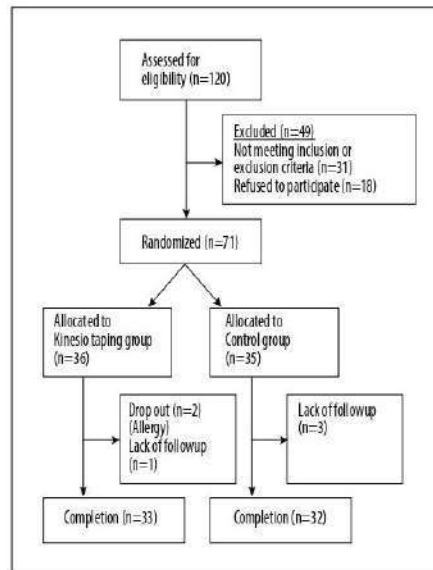 Assessed for
eligibility (n=120)
Excluded (n=49)
Not meeting inclusion or
exclusion criteria (n=31)
Refused to participate (n=18)
Randomized (n=71)
Allocated to
Kinesio taping group
(n=36)
Allocated to
Control group
(n=35)
Drop out (n=2)
(Allergy)
Lack of followup
(n=1)
Lack of followup
(n=3)
Completion (n=33)
Completion (n=32)